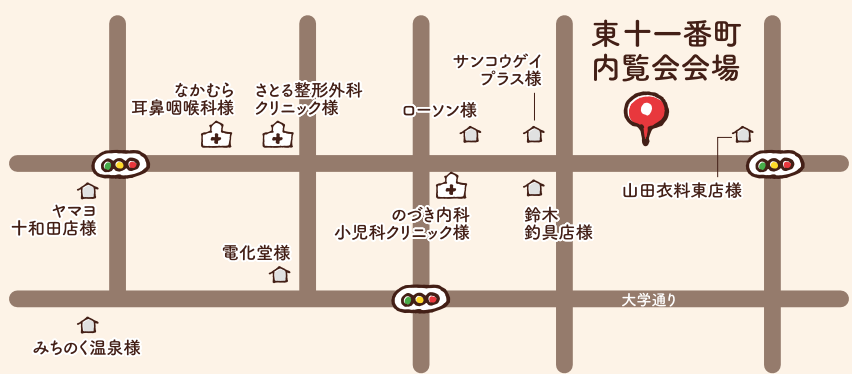 東十一番町
内覧会会場
サンコウゲイ
プラス様
なかむら
耳鼻咽喉科様
さとる整形外科
クリニック様
ローソン様
山田衣料東店様
ヤマヨ
十和田店様
のづき内科
小児科クリニック様
鈴木
釣具店様
電化堂様
大学通り
みちのく温泉様